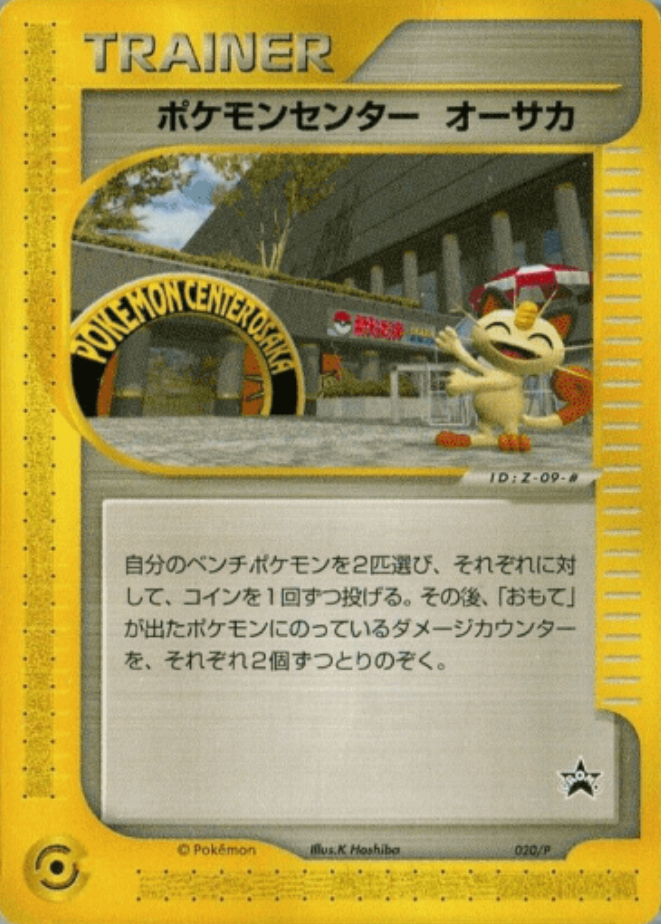 TRAINER
ポケモンセンター オーサカ
POKEMON CENTER OSAKA
ID:Z-09-#
自分のベンチポケモンを2匹選び、それぞれに対
して、コインを1回ずつ投げる。その後、「おもて」
が出たポケモンにのっているダメージカウンター
を、それぞれ2個ずつとりのぞく。
PROMO
© Pokémon
Illus.K Hoshiba
020/P